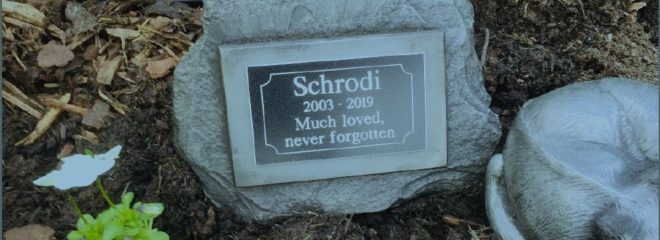 Schrodi
2003 - 2019
Much loved,
never forgotten